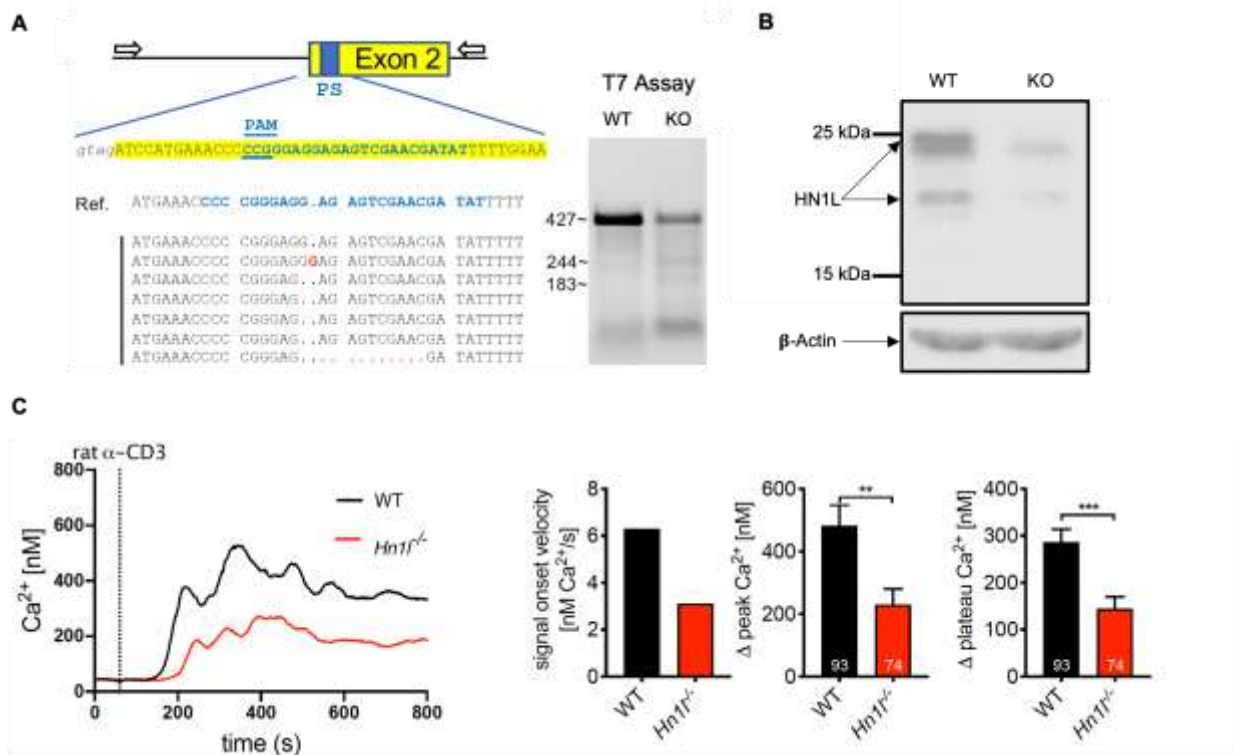 A
Exon 2
PS
PAM
gtagATCCATGAAACCCCCGGGAGGAGAGTCGAACGATATTTTTGGAA
Ref. ATGAAACCCC CGGGAGG.AG AGTCGAACGA TATTTTT
ATGAAACCCC CGGGAGG.AG AGTCGAACGA TATTTTT
ATGAAACCCC CGGGAGGGAG AGTCGAACGA TATTTTT
ATGAAACCCC CGGGAG..AG AGTCGAACGA TATTTTT
ATGAAACCCC CGGGAG..AG AGTCGAACGA TATTTTT
ATGAAACCCC CGGGAG..AG AGTCGAACGA TATTTTT
ATGAAACCCC CGGGAG..AG AGTCGAACGA TATTTTT
ATGAAACCCC CGGGAG.... ........GA TATTTTT
T7 Assay
WT KO
427~
244~
183~
B
WT KO
25 kDa
HN1L
15 kDa
β-Actin
C
rat α-CD3
800
600
400
200
0
Ca²⁺ [nM]
0 200 400 600 800
time (s)
WT
Hn1l⁻/⁻
signal onset velocity
[nM Ca²⁺/s]
8
6
4
2
0
WT
Hn1l⁻/⁻
Δ peak Ca²⁺ [nM]
600
400
200
0
**
93 74
WT
Hn1l⁻/⁻
Δ plateau Ca²⁺ [nM]
400
300
200
100
0
***
93 74
WT
Hn1l⁻/⁻